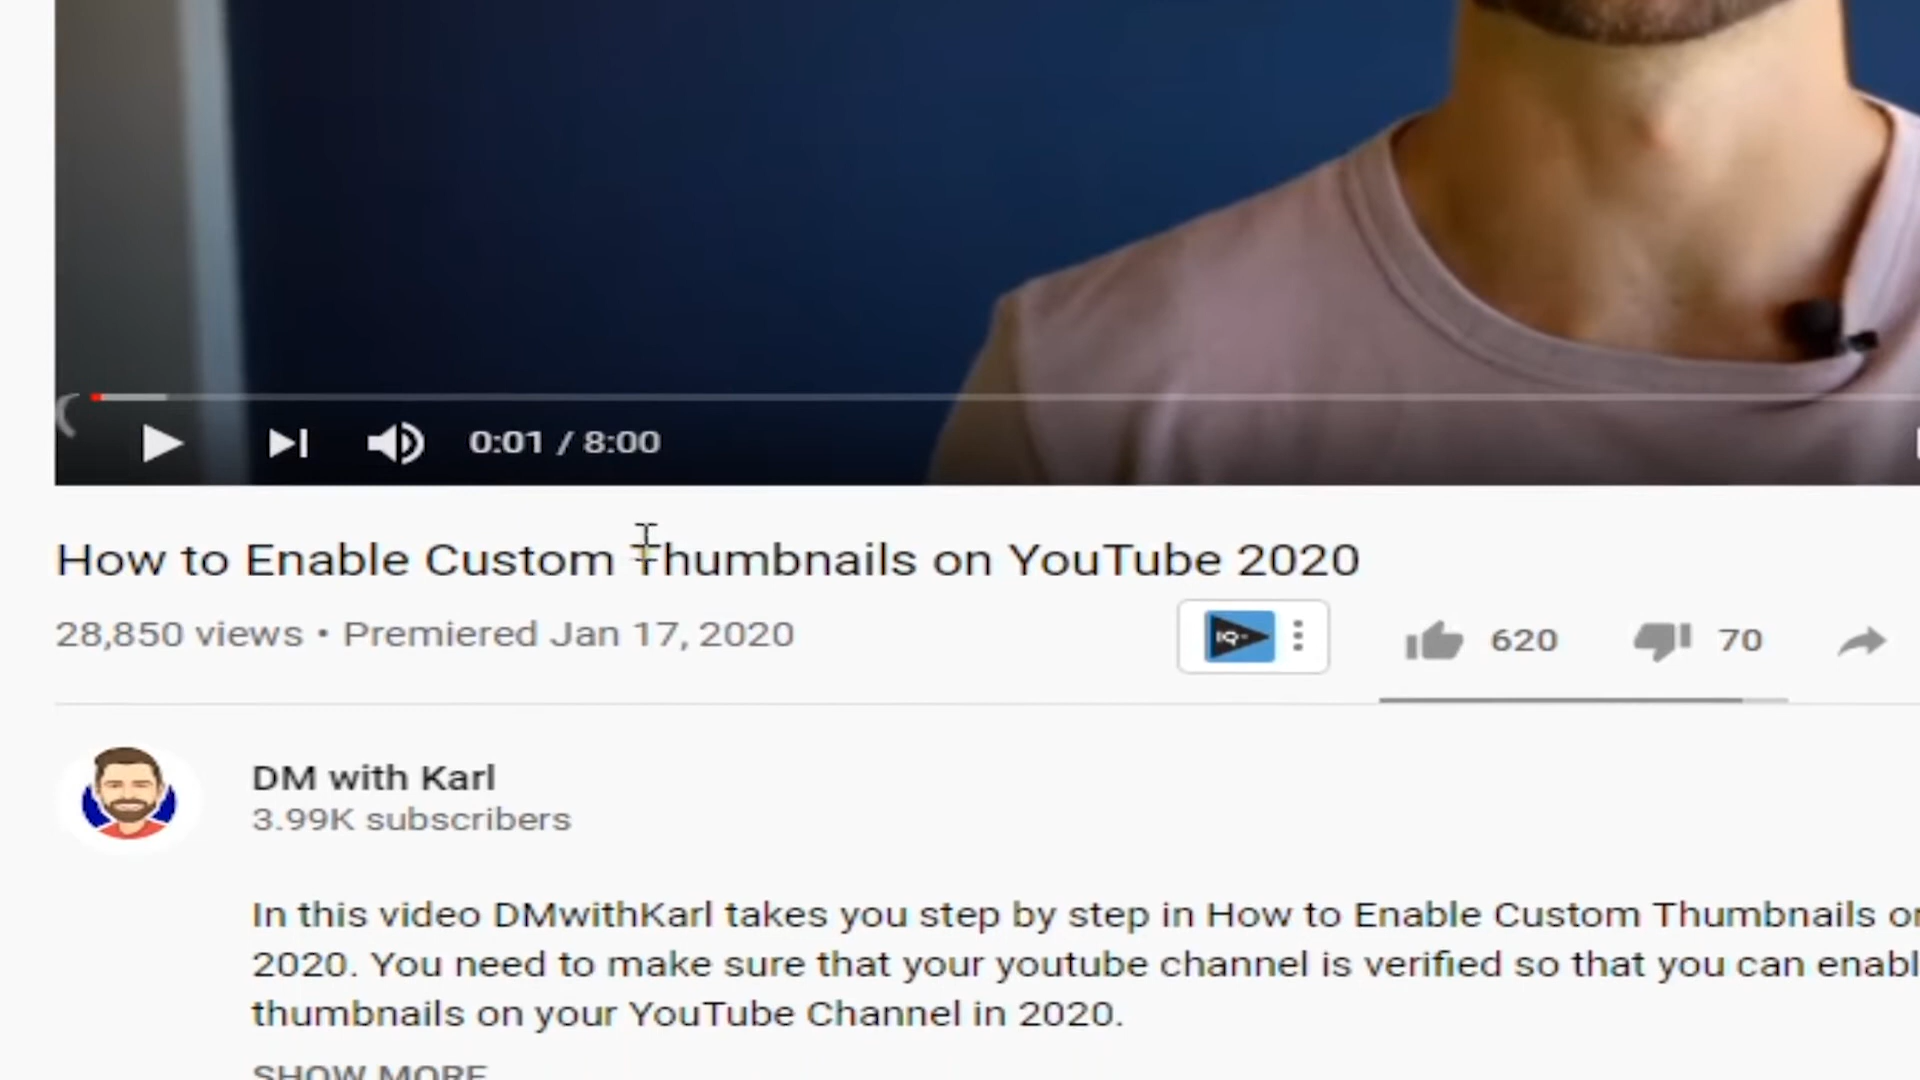 0:01 / 8:00
How to Enable Custom Thumbnails on YouTube 2020
28,850 views • Premiered Jan 17, 2020
IQ
620
70
DM with Karl
3.99K subscribers
In this video DMwithKarl takes you step by step in How to Enable Custom Thumbnails
2020. You need to make sure that your youtube channel is verified so that you can
thumbnails on your YouTube Channel in 2020.
SHOW MORE